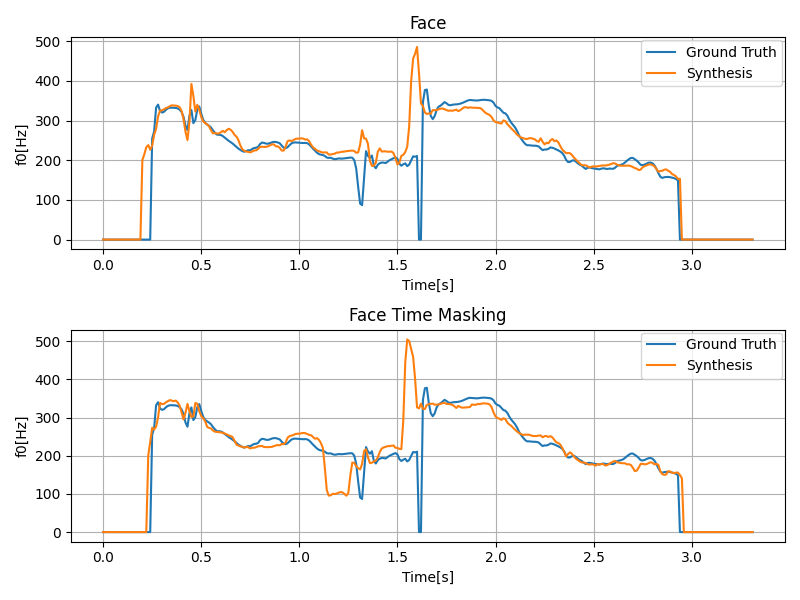 Face
Ground Truth
Synthesis
f0[Hz]
500
400
300
200
100
0
0.0 0.5 1.0 1.5 2.0 2.5 3.0
Time[s]
Face Time Masking
Ground Truth
Synthesis
f0[Hz]
500
400
300
200
100
0
0.0 0.5 1.0 1.5 2.0 2.5 3.0
Time[s]